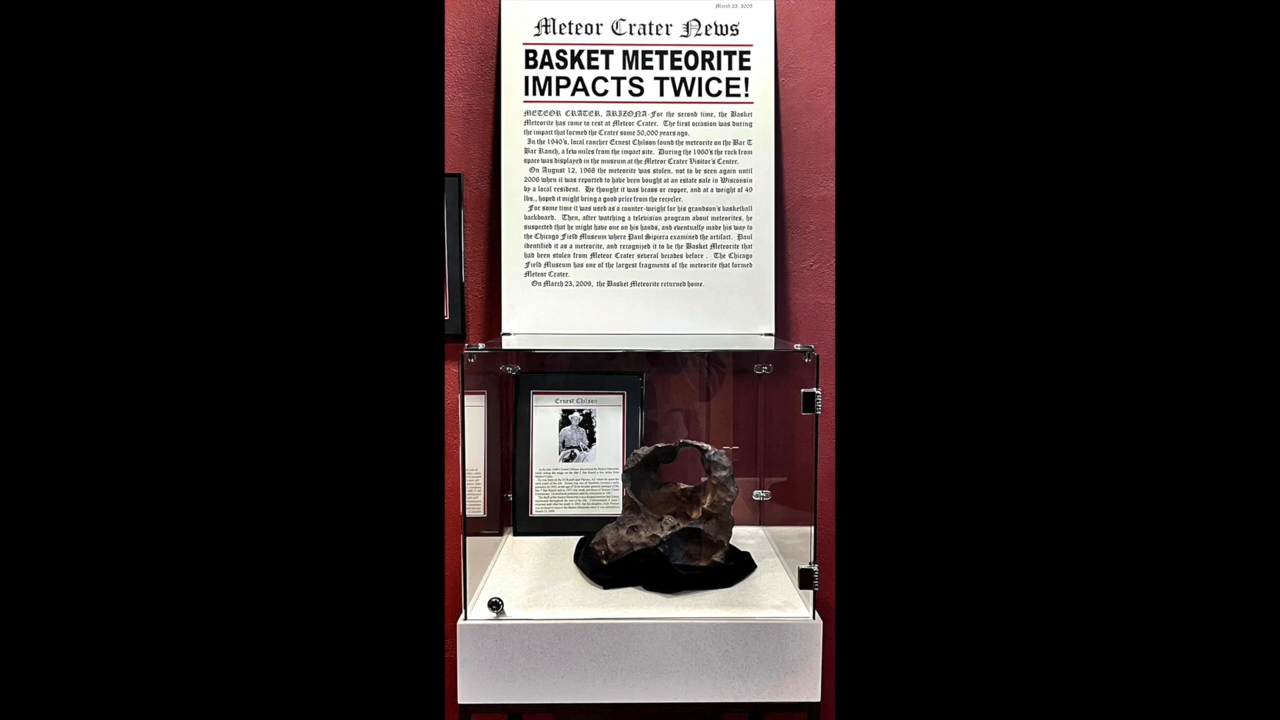 March 23, 2009
Meteor Crater News
BASKET METEORITE
IMPACTS TWICE!
METEOR CRATER, ARIZONA-For the second time, the Basket
Meteorite has come to rest at Meteor Crater. The first occasion was during
the impact that formed the Crater some 50,000 years ago.
In the 1940's, local rancher Ernest Chilson found the meteorite on the Bar T
Bar Ranch, a few miles from the impact site. During the 1960's the rock from
space was displayed in the museum at the Meteor Crater Visitor's Center.
On August 12, 1968 the meteorite was stolen, not to be seen again until
2006 when it was reported to have been bought at an estate sale in Wisconsin
by a local resident. He thought it was brass or copper, and at a weight of 49
lbs., hoped it might being a good price from the recycler.
For some time it was used as a counter-weight for his grandson's basketball
backboard. Then, after watching a television program about meteorites, he
suspected that he might have one on his hands, and eventually made his way to
the Chicago Field Museum where Paul Sipiera examined the artifact. Paul
identified it as a meteorite, and recognized it to be the Basket Meteorite that
had been stolen from Meteor Crater several decades before . The Chicago
Field Museum has one of the largest fragments of the meteorite that formed
Meteor Crater.
On March 23, 2009, the Basket Meteorite returned home.
Ernest Chilson